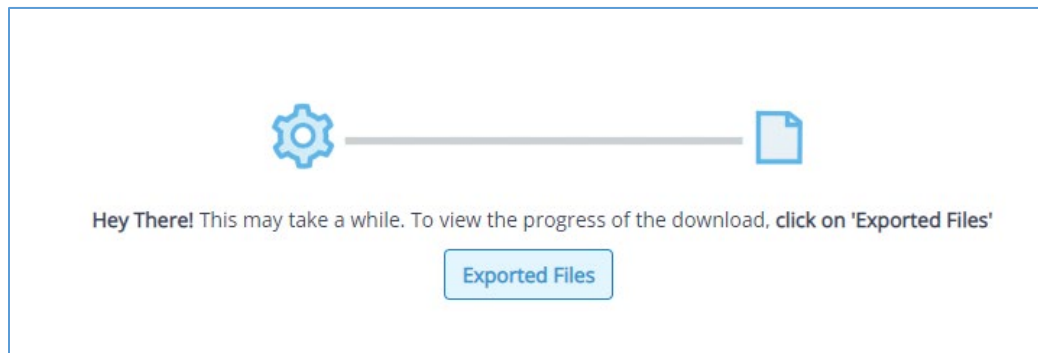 Hey There! This may take a while. To view the progress of the download, click on 'Exported Files'
Exported Files